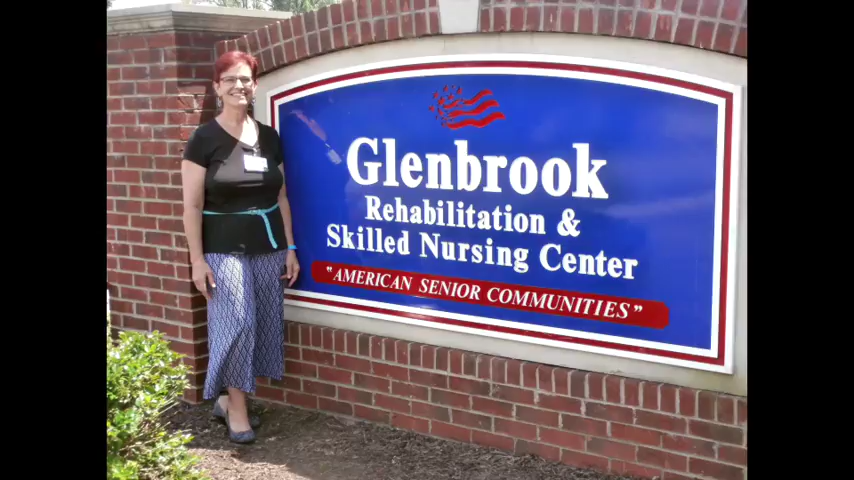 Glenbrook
Rehabilitation &
Skilled Nursing Center
"AMERICAN SENIOR COMMUNITIES"